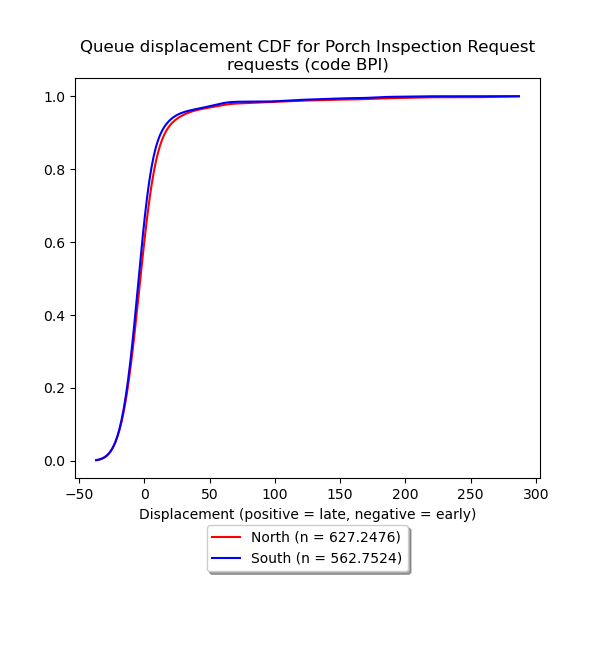 Queue displacement CDF for Porch Inspection Request
requests (code BPI)
1.0
0.8
0.6
0.4
0.2
0.0
−50 0 50 100 150 200 250 300
Displacement (positive = late, negative = early)
North (n = 627.2476)
South (n = 562.7524)